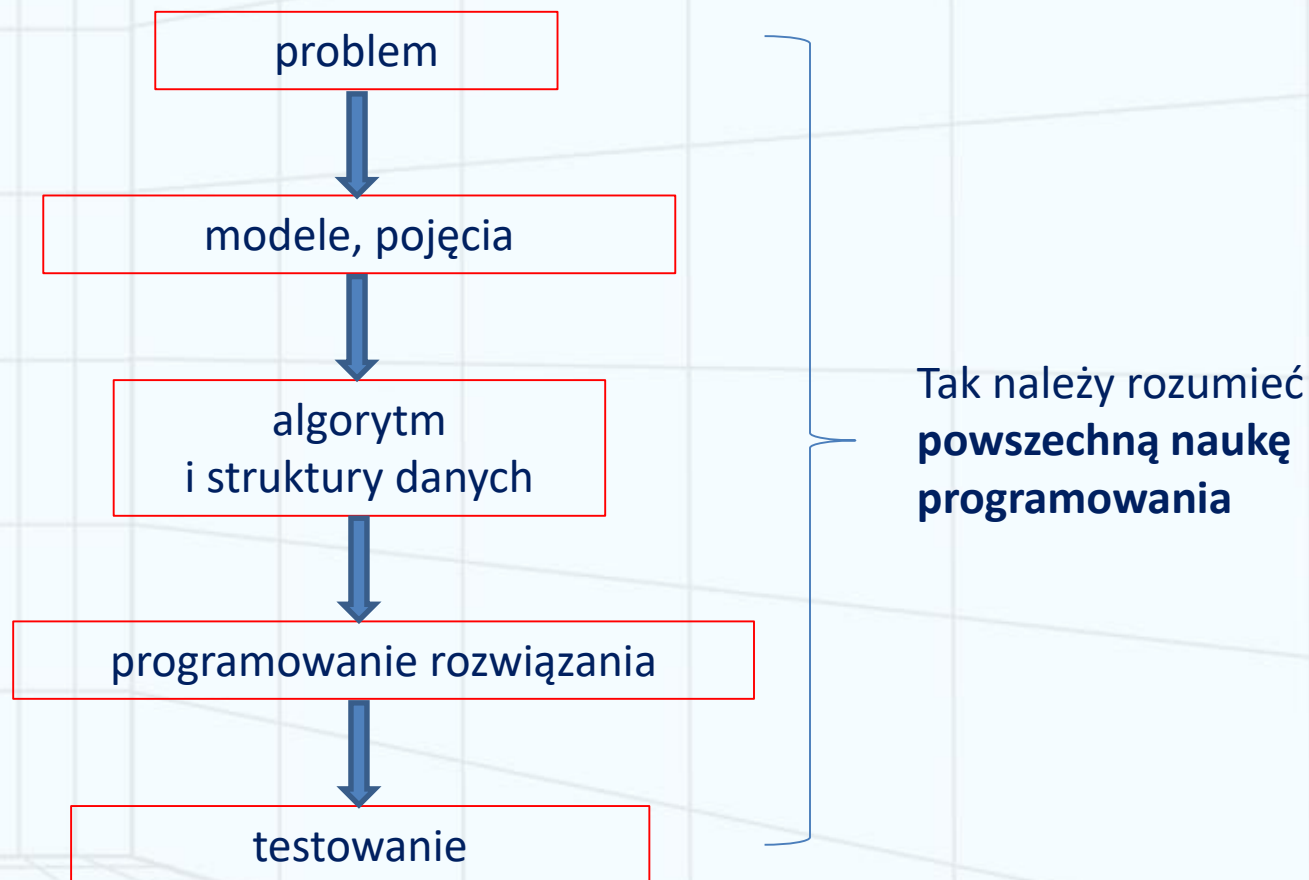 problem
modele, pojęcia
algorytm
i struktury danych
programowanie rozwiązania
testowanie
Tak należy rozumieć
powszechną naukę
programowania